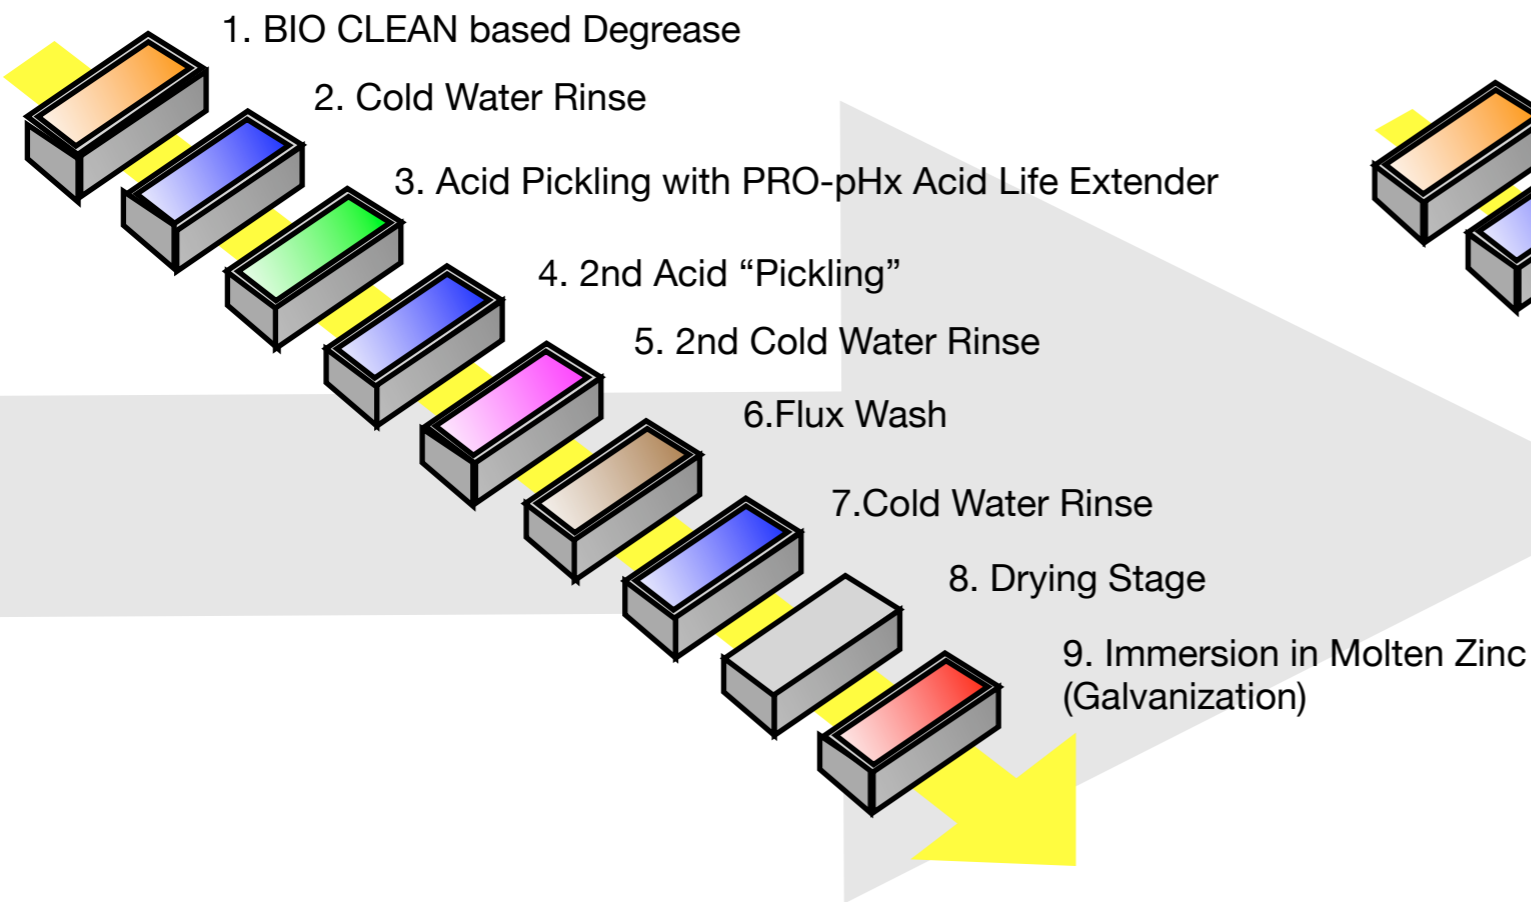 1. BIO CLEAN based Degrease
2. Cold Water Rinse
3. Acid Pickling with PRO-pHx Acid Life Extender
4. 2nd Acid “Pickling”
5. 2nd Cold Water Rinse
6.Flux Wash
7.Cold Water Rinse
8. Drying Stage
9. Immersion in Molten Zinc
(Galvanization)